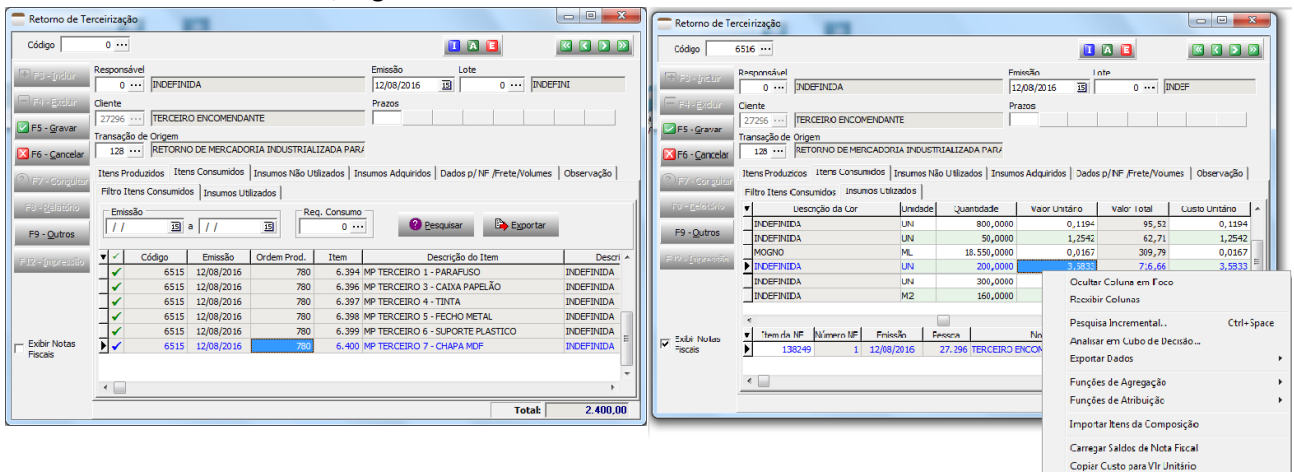 Retorno de Terceirização
Código 0 ...
I A E
F3 - Incluir
F4 - Excluir
F5 - Gravar
F6 - Cancelar
F7 - Consultar
F8 - Relatório
F9 - Outros
F12 - Impressão
Exibir Notas
Fiscais
Responsável Emissão Lote
0 ... INDEFINIDA 12/08/2016 15 0 ... INDEFINI
Cliente Prazos
27296 ... TERCEIRO ENCOMENDANTE
Transação de Origem
128 ... RETORNO DE MERCADORIA INDUSTRIALIZADA PARA
Itens Produzidos Itens Consumidos Insumos Não Utilizados Insumos Adquiridos Dados p/ NF /Frete/Volumes Observação
Filtro Itens Consumidos Insumos Utilizados
Emissão Req. Consumo
/ / 15 a / / 15 0 ... Pesquisar Exportar
Código Emissão Ordem Prod. Item Descrição do Item Descri
6515 12/08/2016 780 6.394 MP TERCEIRO 1 - PARAFUSO INDEFINIDA
6515 12/08/2016 780 6.396 MP TERCEIRO 3 - CAIXA PAPELÃO INDEFINIDA
6515 12/08/2016 780 6.397 MP TERCEIRO 4 - TINTA INDEFINIDA
6515 12/08/2016 780 6.398 MP TERCEIRO 5 - FECHO METAL INDEFINIDA
6515 12/08/2016 780 6.399 MP TERCEIRO 6 - SUPORTE PLASTICO INDEFINIDA
6515 12/08/2016 780 6.400 MP TERCEIRO 7 - CHAPA MDF INDEFINIDA
Total: 2.400,00
Retorno de Terceirização
Código 6516 ...
I A E
F3 - Incluir
F4 - Excluir
F5 - Gravar
F6 - Cancelar
F7 - Consultar
F8 - Relatório
F9 - Outros
F12 - Impressão
Exibir Notas
Fiscais
Responsável Emissão Lote
0 ... INDEFINIDA 12/08/2016 15 0 ... INDEF
Cliente Prazos
27296 ... TERCEIRO ENCOMENDANTE
Transação de Origem
128 ... RETORNO DE MERCADORIA INDUSTRIALIZADA PARA
Itens Produzidos Itens Consumidos Insumos Não Utilizados Insumos Adquiridos Dados p/ NF /Frete/Volumes Observação
Filtro Itens Consumidos Insumos Utilizados
Descrição da Cor Unidade Quantidade Valor Unitário Valor Total Custo Unitário
INDEFINIDA UN 800,0000 0,1194 95,52 0,1194
INDEFINIDA UN 50,0000 1,2542 62,71 1,2542
MOGNO ML 18.550,0000 0,0167 309,79 0,0167
INDEFINIDA UN 200,0000 3,5833 716,66 3,5833
INDEFINIDA UN 300,0000
INDEFINIDA M2 160,0000
Item da NF Número NF Emissão Pessoa No
138249 1 12/08/2016 27.296 TERCEIRO ENCOM
Ocultar Coluna em Foco
Reexibir Colunas
Pesquisa Incremental.. Ctrl+Space
Analisar em Cubo de Decisão...
Exportar Dados
Funções de Agregação
Funções de Atribuição
Importar Itens da Composição
Carregar Saldos de Nota Fiscal
Copiar Custo para Vlr Unitário